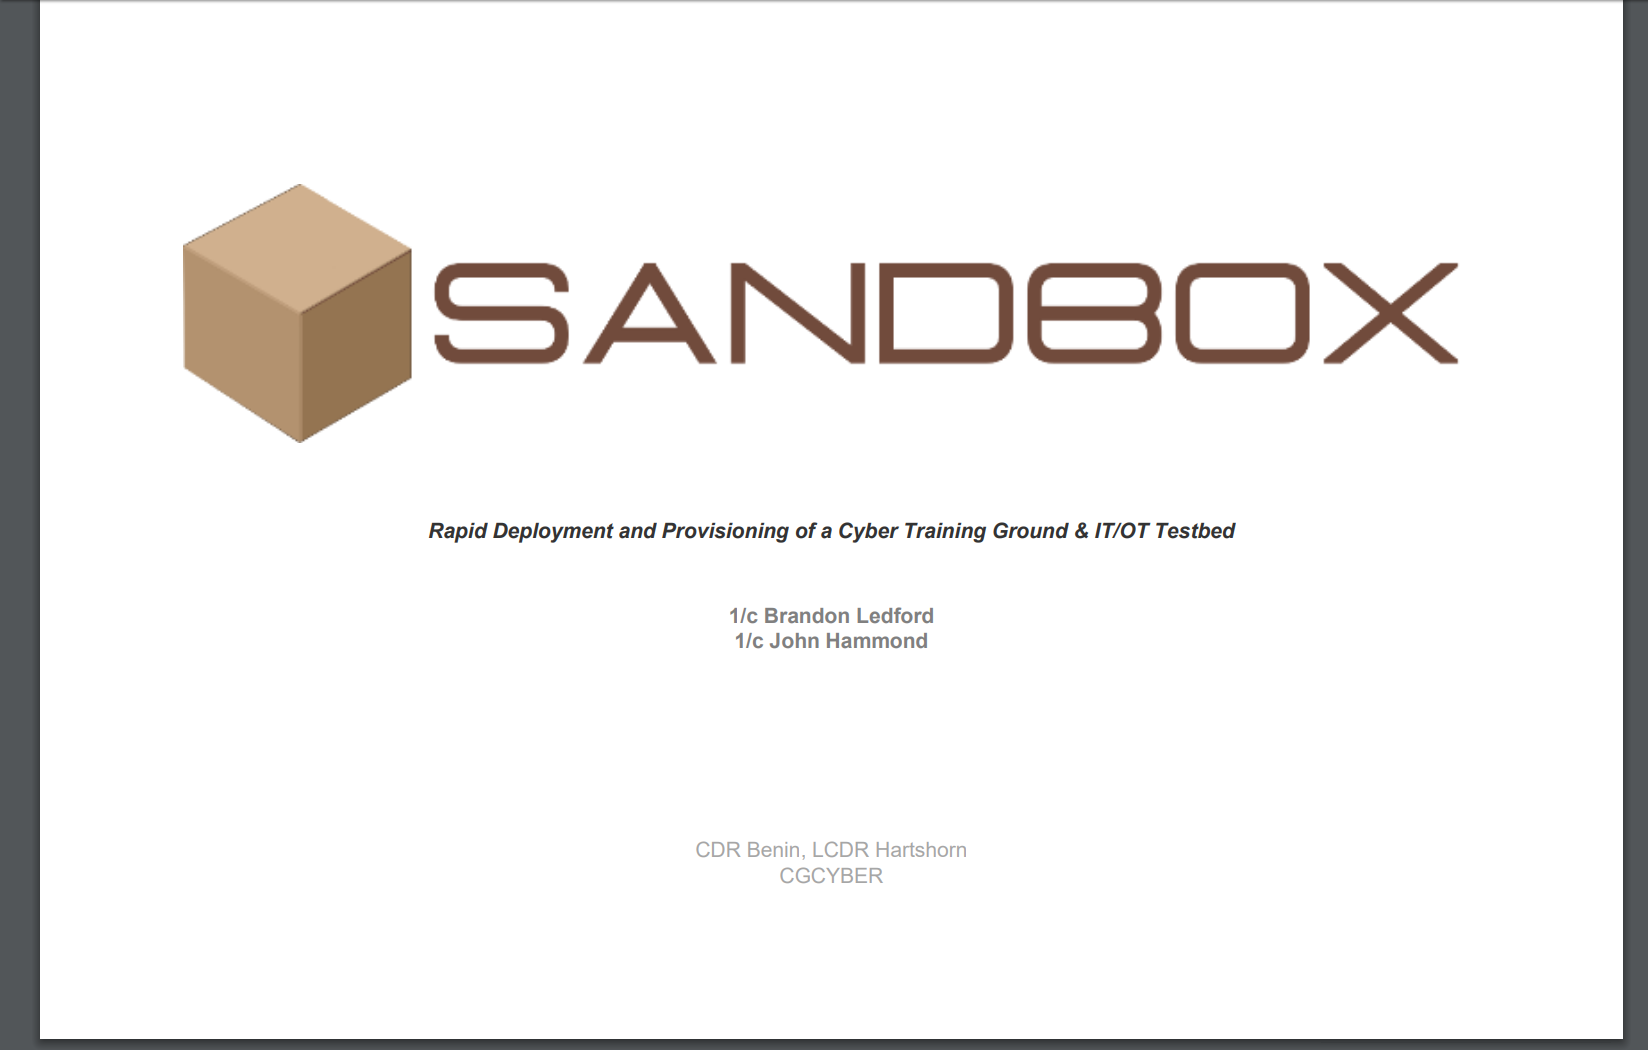 SANDBOX
Rapid Deployment and Provisioning of a Cyber Training Ground & IT/OT Testbed
1/c Brandon Ledford
1/c John Hammond
CDR Benin, LCDR Hartshorn
CGCYBER